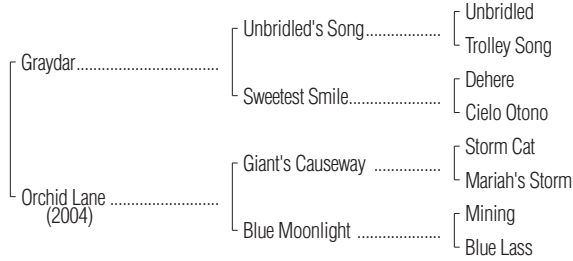 Unbridled
Unbridled's Song....................
Trolley Song
Graydar......................................
Dehere
Sweetest Smile........................
Cielo Otono
Storm Cat
Giant's Causeway .................
Mariah's Storm
Orchid Lane .............................
(2004)
Mining
Blue Moonlight .....................
Blue Lass